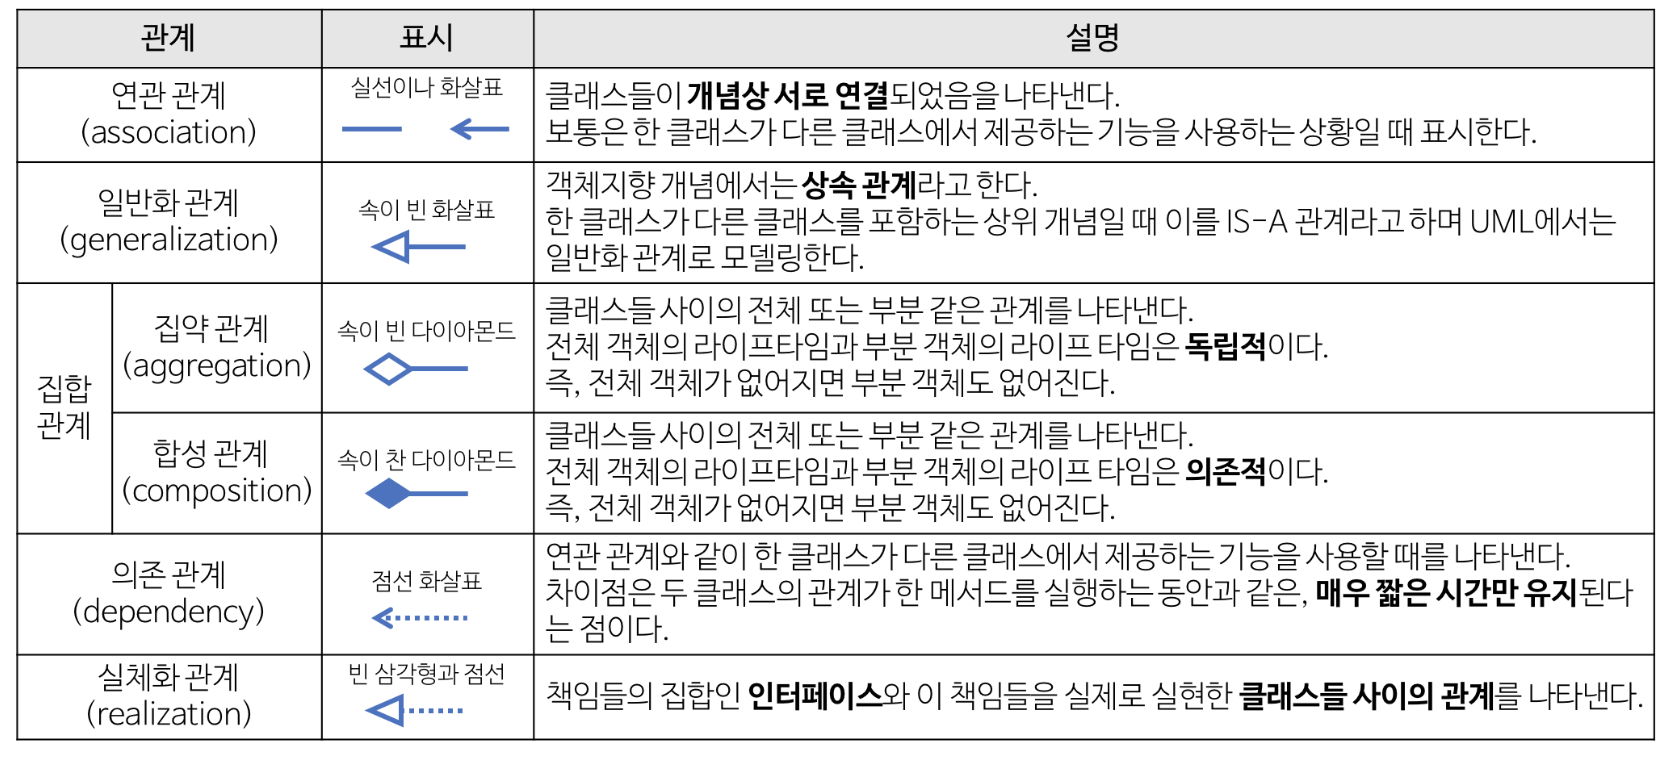 관계
표시
설명
연관 관계
(association)
실선이나 화살표
클래스들이 개념상 서로 연결되었음을 나타낸다.
보통은 한 클래스가 다른 클래스에서 제공하는 기능을 사용하는 상황일 때 표시한다.
일반화 관계
(generalization)
속이 빈 화살표
객체지향 개념에서는 상속 관계라고 한다.
한 클래스가 다른 클래스를 포함하는 상위 개념일 때 이를 IS-A 관계라고 하며 UML에서는
일반화 관계로 모델링한다.
집합
관계
집약 관계
(aggregation)
속이 빈 다이아몬드
클래스들 사이의 전체 또는 부분 같은 관계를 나타낸다.
전체 객체의 라이프타임과 부분 객체의 라이프 타임은 독립적이다.
즉, 전체 객체가 없어지면 부분 객체도 없어진다.
합성 관계
(composition)
속이 찬 다이아몬드
클래스들 사이의 전체 또는 부분 같은 관계를 나타낸다.
전체 객체의 라이프타임과 부분 객체의 라이프 타임은 의존적이다.
즉, 전체 객체가 없어지면 부분 객체도 없어진다.
의존 관계
(dependency)
점선 화살표
연관 관계와 같이 한 클래스가 다른 클래스에서 제공하는 기능을 사용할 때를 나타낸다.
차이점은 두 클래스의 관계가 한 메서드를 실행하는 동안과 같은, 매우 짧은 시간만 유지된다
는 점이다.
실체화 관계
(realization)
빈 삼각형과 점선
책임들의 집합인 인터페이스와 이 책임들을 실제로 실현한 클래스들 사이의 관계를 나타낸다.